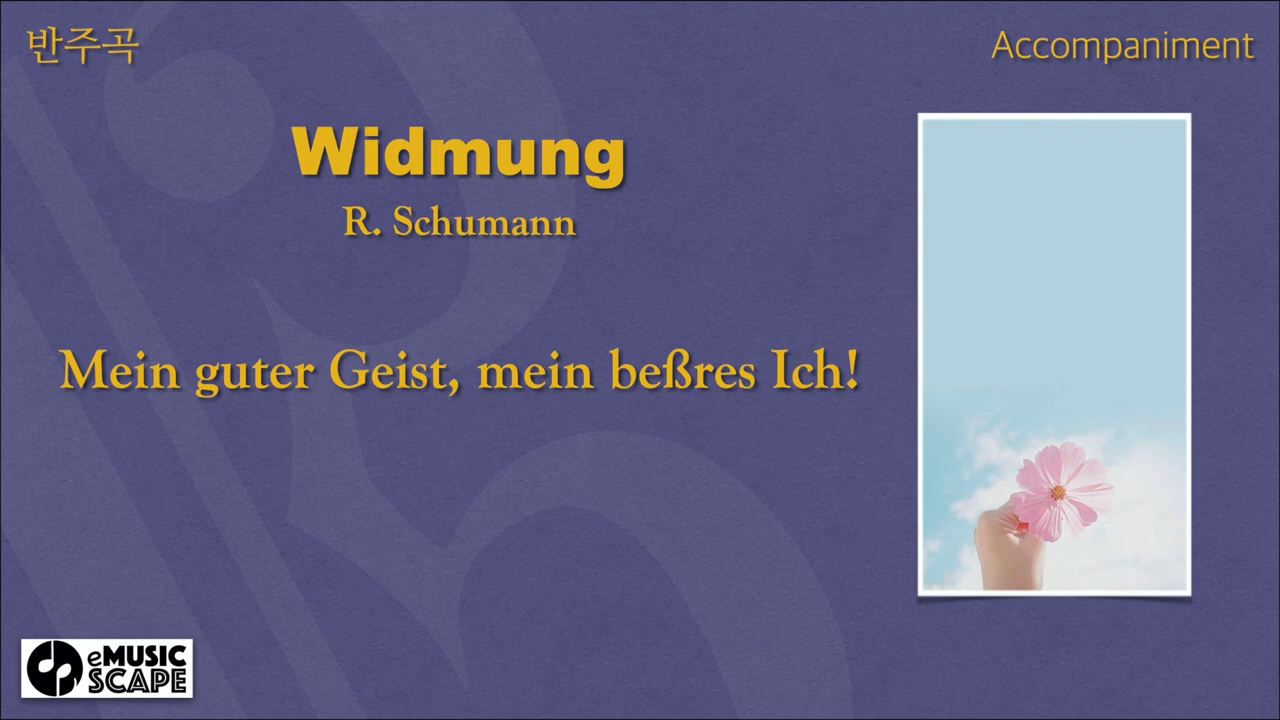 반주곡
Accompaniment
Widmung
R. Schumann
Mein guter Geist, mein beßres Ich!
eMUSIC
SCAPE